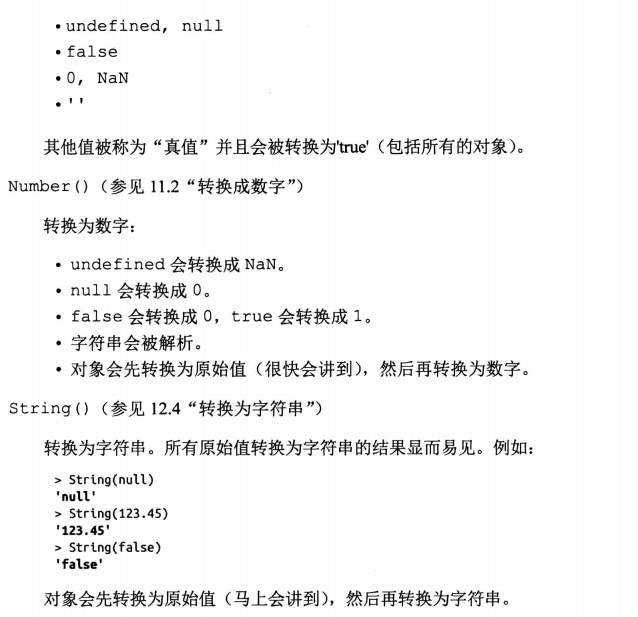 •undefined, null
•false
•0, NaN
•''
其他值被称为“真值”并且会被转换为'true'（包括所有的对象）。
Number()（参见 11.2“转换成数字”）
转换为数字：
• undefined 会转换成 NaN。
• null 会转换成 0。
• false 会转换成 0，true 会转换成 1。
• 字符串会被解析。
• 对象会先转换为原始值（很快会讲到），然后再转换为数字。
String()（参见 12.4“转换为字符串”）
转换为字符串。所有原始值转换为字符串的结果显而易见。例如：
> String(null)
'null'
> String(123.45)
'123.45'
> String(false)
'false'
对象会先转换为原始值（马上会讲到），然后再转换为字符串。